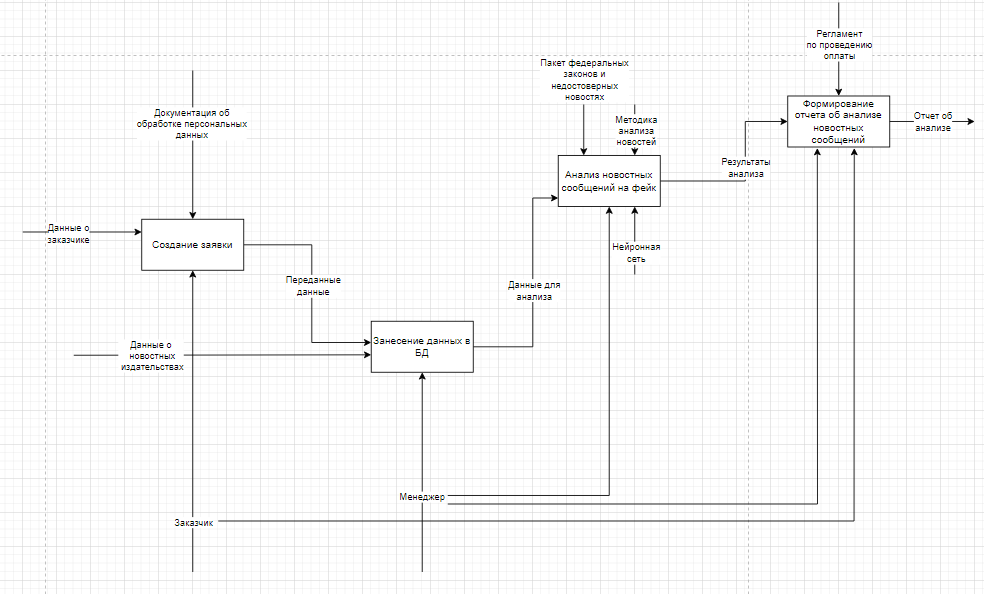 Регламент
по проведению
оплаты
Пакет федеральных
законов и
недостоверных
новостях
Формирование
отчета об анализе
новостных
сообщений
Отчет об
анализе
Документация об
обработке персональных
данных
Методика
анализа
новостей
Результаты
анализа
Анализ новостных
сообщений на фейк
Данные о
заказчике
Создание заявки
Нейронная
сеть
Переданные
данные
Данные для
анализа
Данные о
новостных
издательствах
Занесение данных в
БД
Менеджер
Заказчик